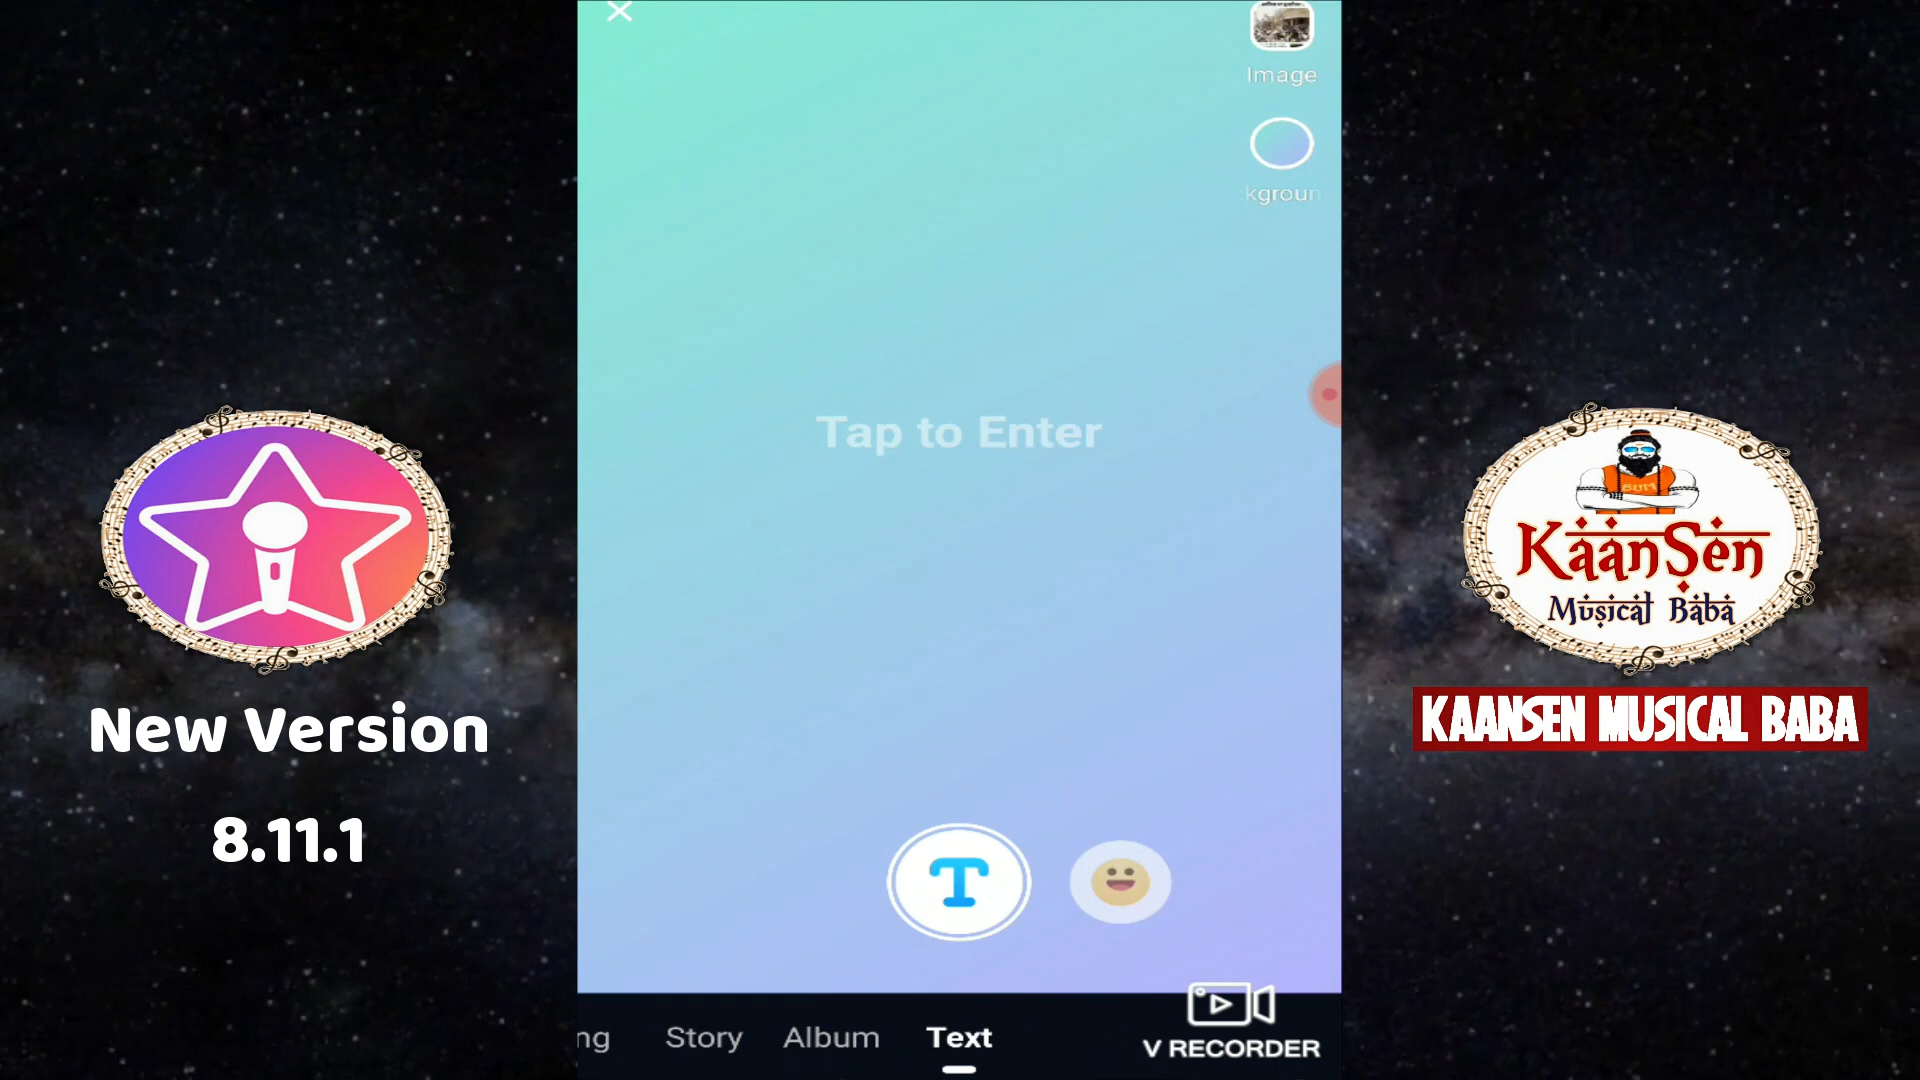 Image
kgroun
Tap to Enter
BUM
KaanSen
Musical Baba
KAANSEN MUSICAL BABA
New Version
8.11.1
T
ng
Story
Album
Text
V RECORDER